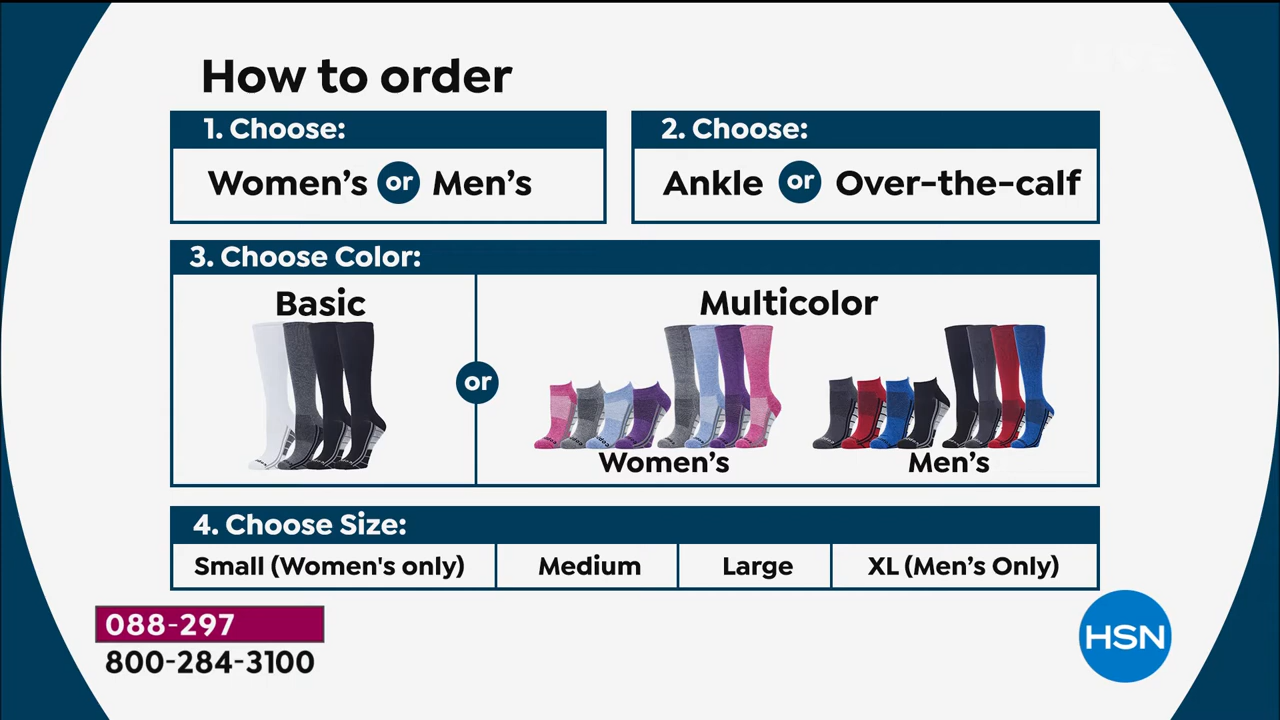 How to order
1. Choose:
Women's or Men's
2. Choose:
Ankle or Over-the-calf
3. Choose Color:
Basic
or
Multicolor
Women's
Men's
4. Choose Size:
Small (Women's only)
Medium
Large
XL (Men's Only)
088-297
800-284-3100
HSN